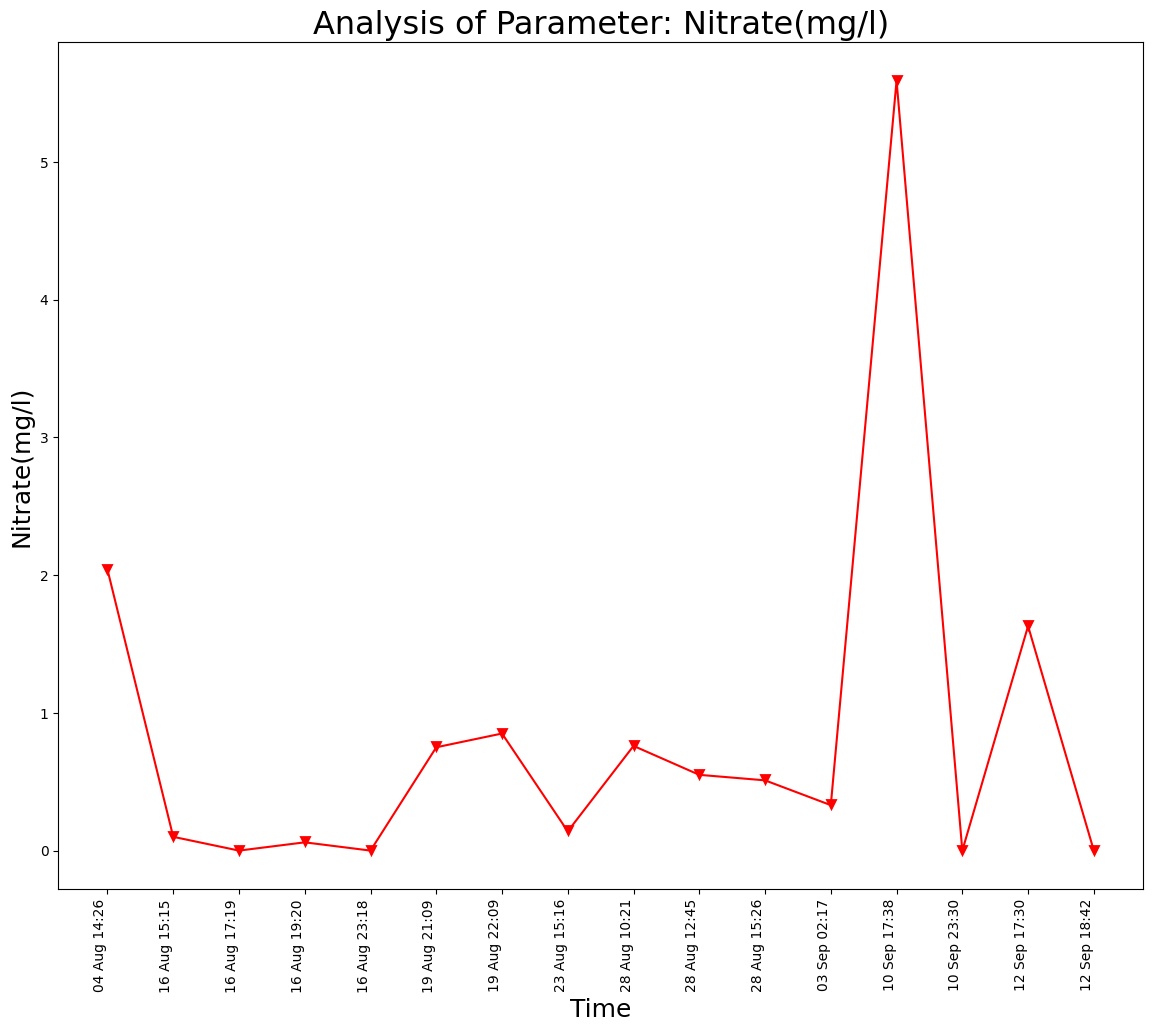 Analysis of Parameter: Nitrate(mg/l)
Nitrate(mg/l)
5
4
3
2
1
0
04 Aug 14:26
16 Aug 15:15
16 Aug 17:19
16 Aug 19:20
16 Aug 23:18
19 Aug 21:09
19 Aug 22:09
23 Aug 15:16
28 Aug 10:21
28 Aug 12:45
28 Aug 15:26
03 Sep 02:17
10 Sep 17:38
10 Sep 23:30
12 Sep 17:30
12 Sep 18:42
Time